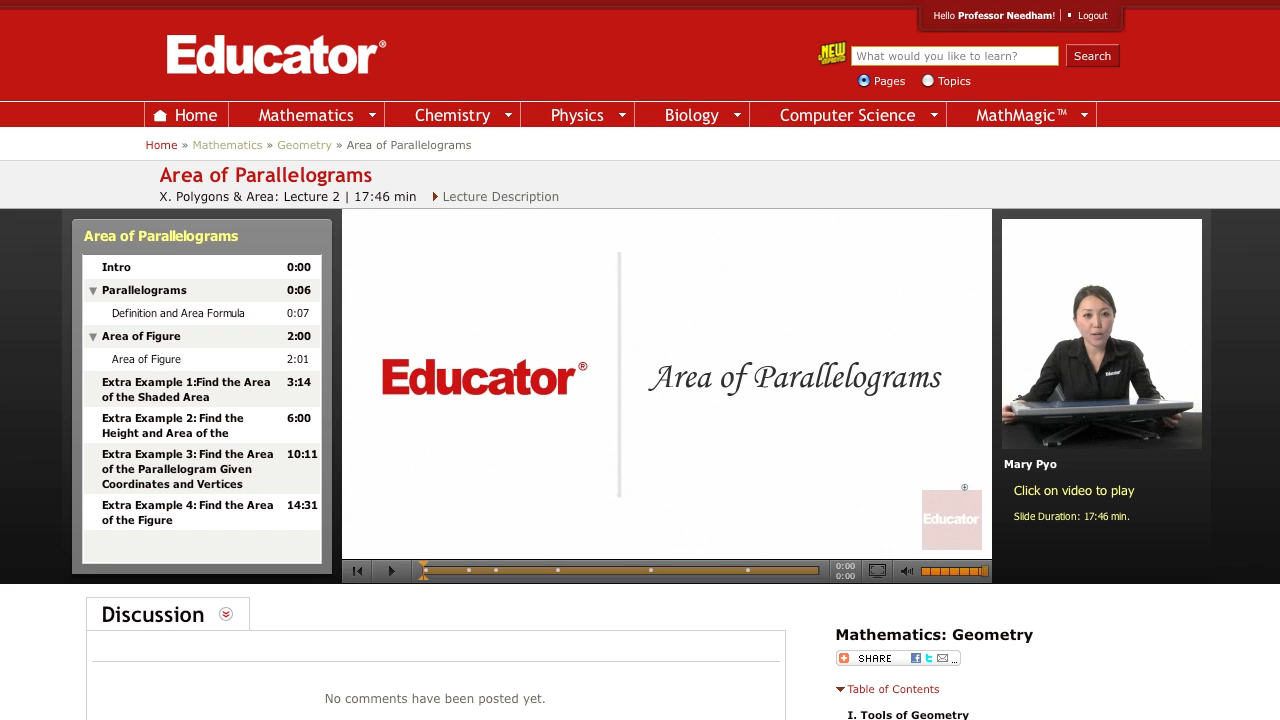 Hello Professor Needham! Logout
Educator®
NEW
What would you like to learn? Search
Pages Topics
Home Mathematics Chemistry Physics Biology Computer Science MathMagic™
Home » Mathematics » Geometry » Area of Parallelograms
Area of Parallelograms
X. Polygons & Area: Lecture 2 | 17:46 min Lecture Description
Area of Parallelograms
Intro 0:00
Parallelograms 0:06
Definition and Area Formula 0:07
Area of Figure 2:00
Area of Figure 2:01
Extra Example 1:Find the Area 3:14
of the Shaded Area
Extra Example 2: Find the 6:00
Height and Area of the
Extra Example 3: Find the Area 10:11
of the Parallelogram Given
Coordinates and Vertices
Extra Example 4: Find the Area 14:31
of the Figure
Educator®
Area of Parallelograms
Educator
Educator
Mary Pyo
Click on video to play
Slide Duration: 17:46 min.
0:00
0:00
Discussion
No comments have been posted yet.
Mathematics: Geometry
SHARE ...
Table of Contents
I. Tools of Geometry